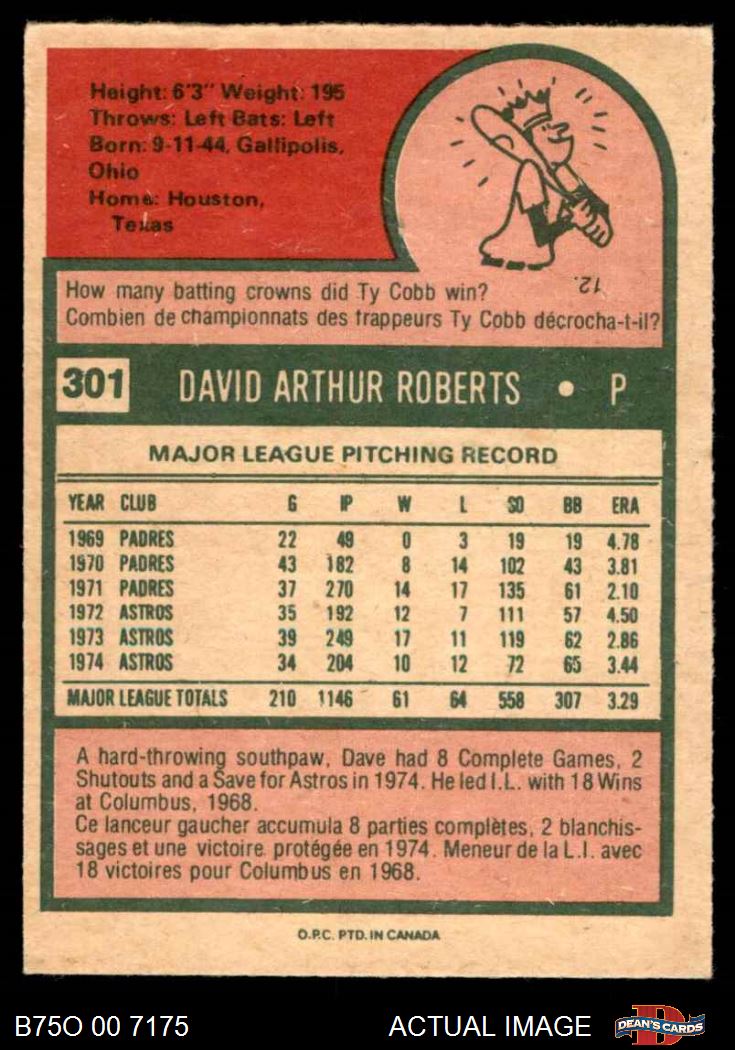 Height: 6'3" Weight: 195
Throws: Left Bats: Left
Born: 9-11-44, Gallipolis,
Ohio
Home: Houston,
Texas
12.
How many batting crowns did Ty Cobb win?
Combien de championnats des frappeurs Ty Cobb décrocha-t-il?
301 DAVID ARTHUR ROBERTS • P
MAJOR LEAGUE PITCHING RECORD
YEAR CLUB G IP W L SO BB ERA
1969 PADRES 22 49 0 3 19 19 4.78
1970 PADRES 43 182 8 14 102 43 3.81
1971 PADRES 37 270 14 17 135 61 2.10
1972 ASTROS 35 192 12 7 111 57 4.50
1973 ASTROS 39 249 17 11 119 62 2.86
1974 ASTROS 34 204 10 12 72 65 3.44
MAJOR LEAGUE TOTALS 210 1146 61 64 558 307 3.29
A hard-throwing southpaw, Dave had 8 Complete Games, 2
Shutouts and a Save for Astros in 1974. He led I.L. with 18 Wins
at Columbus, 1968.
Ce lanceur gaucher accumula 8 parties complètes, 2 blanchis-
sages et une victoire protégée en 1974. Meneur de la L.I. avec
18 victoires pour Columbus en 1968.
O.P.C. PTD. IN CANADA
B75O 00 7175 ACTUAL IMAGE D DEAN'S CARDS